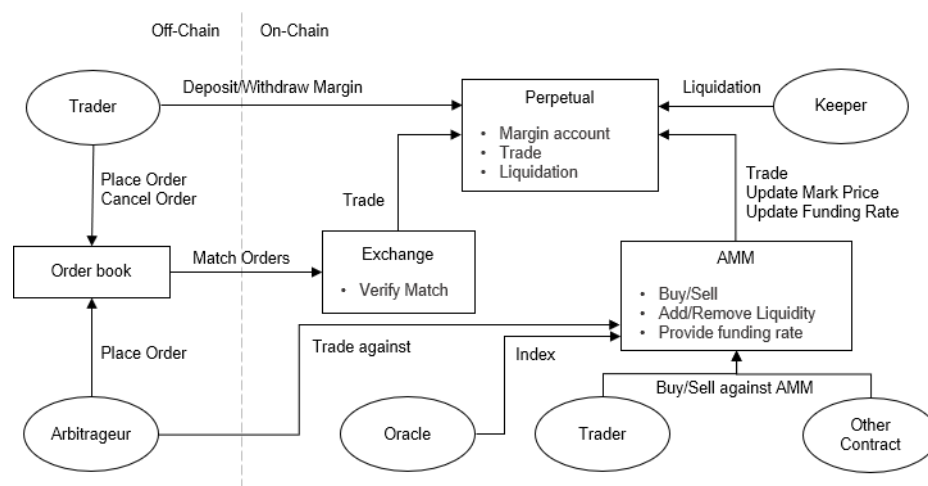 Off-Chain
On-Chain
Trader
Deposit/Withdraw Margin
Perpetual
• Margin account
• Trade
• Liquidation
Liquidation
Keeper
Place Order
Cancel Order
Trade
Trade
Update Mark Price
Update Funding Rate
Order book
Match Orders
Exchange
• Verify Match
AMM
• Buy/Sell
• Add/Remove Liquidity
• Provide funding rate
Place Order
Trade against
Index
Buy/Sell against AMM
Arbitrageur
Oracle
Trader
Other
Contract